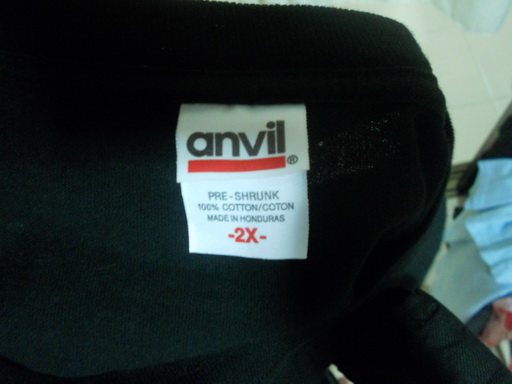 anvil®
PRE-SHRUNK
100% COTTON/COTON
MADE IN HONDURAS
-2X-